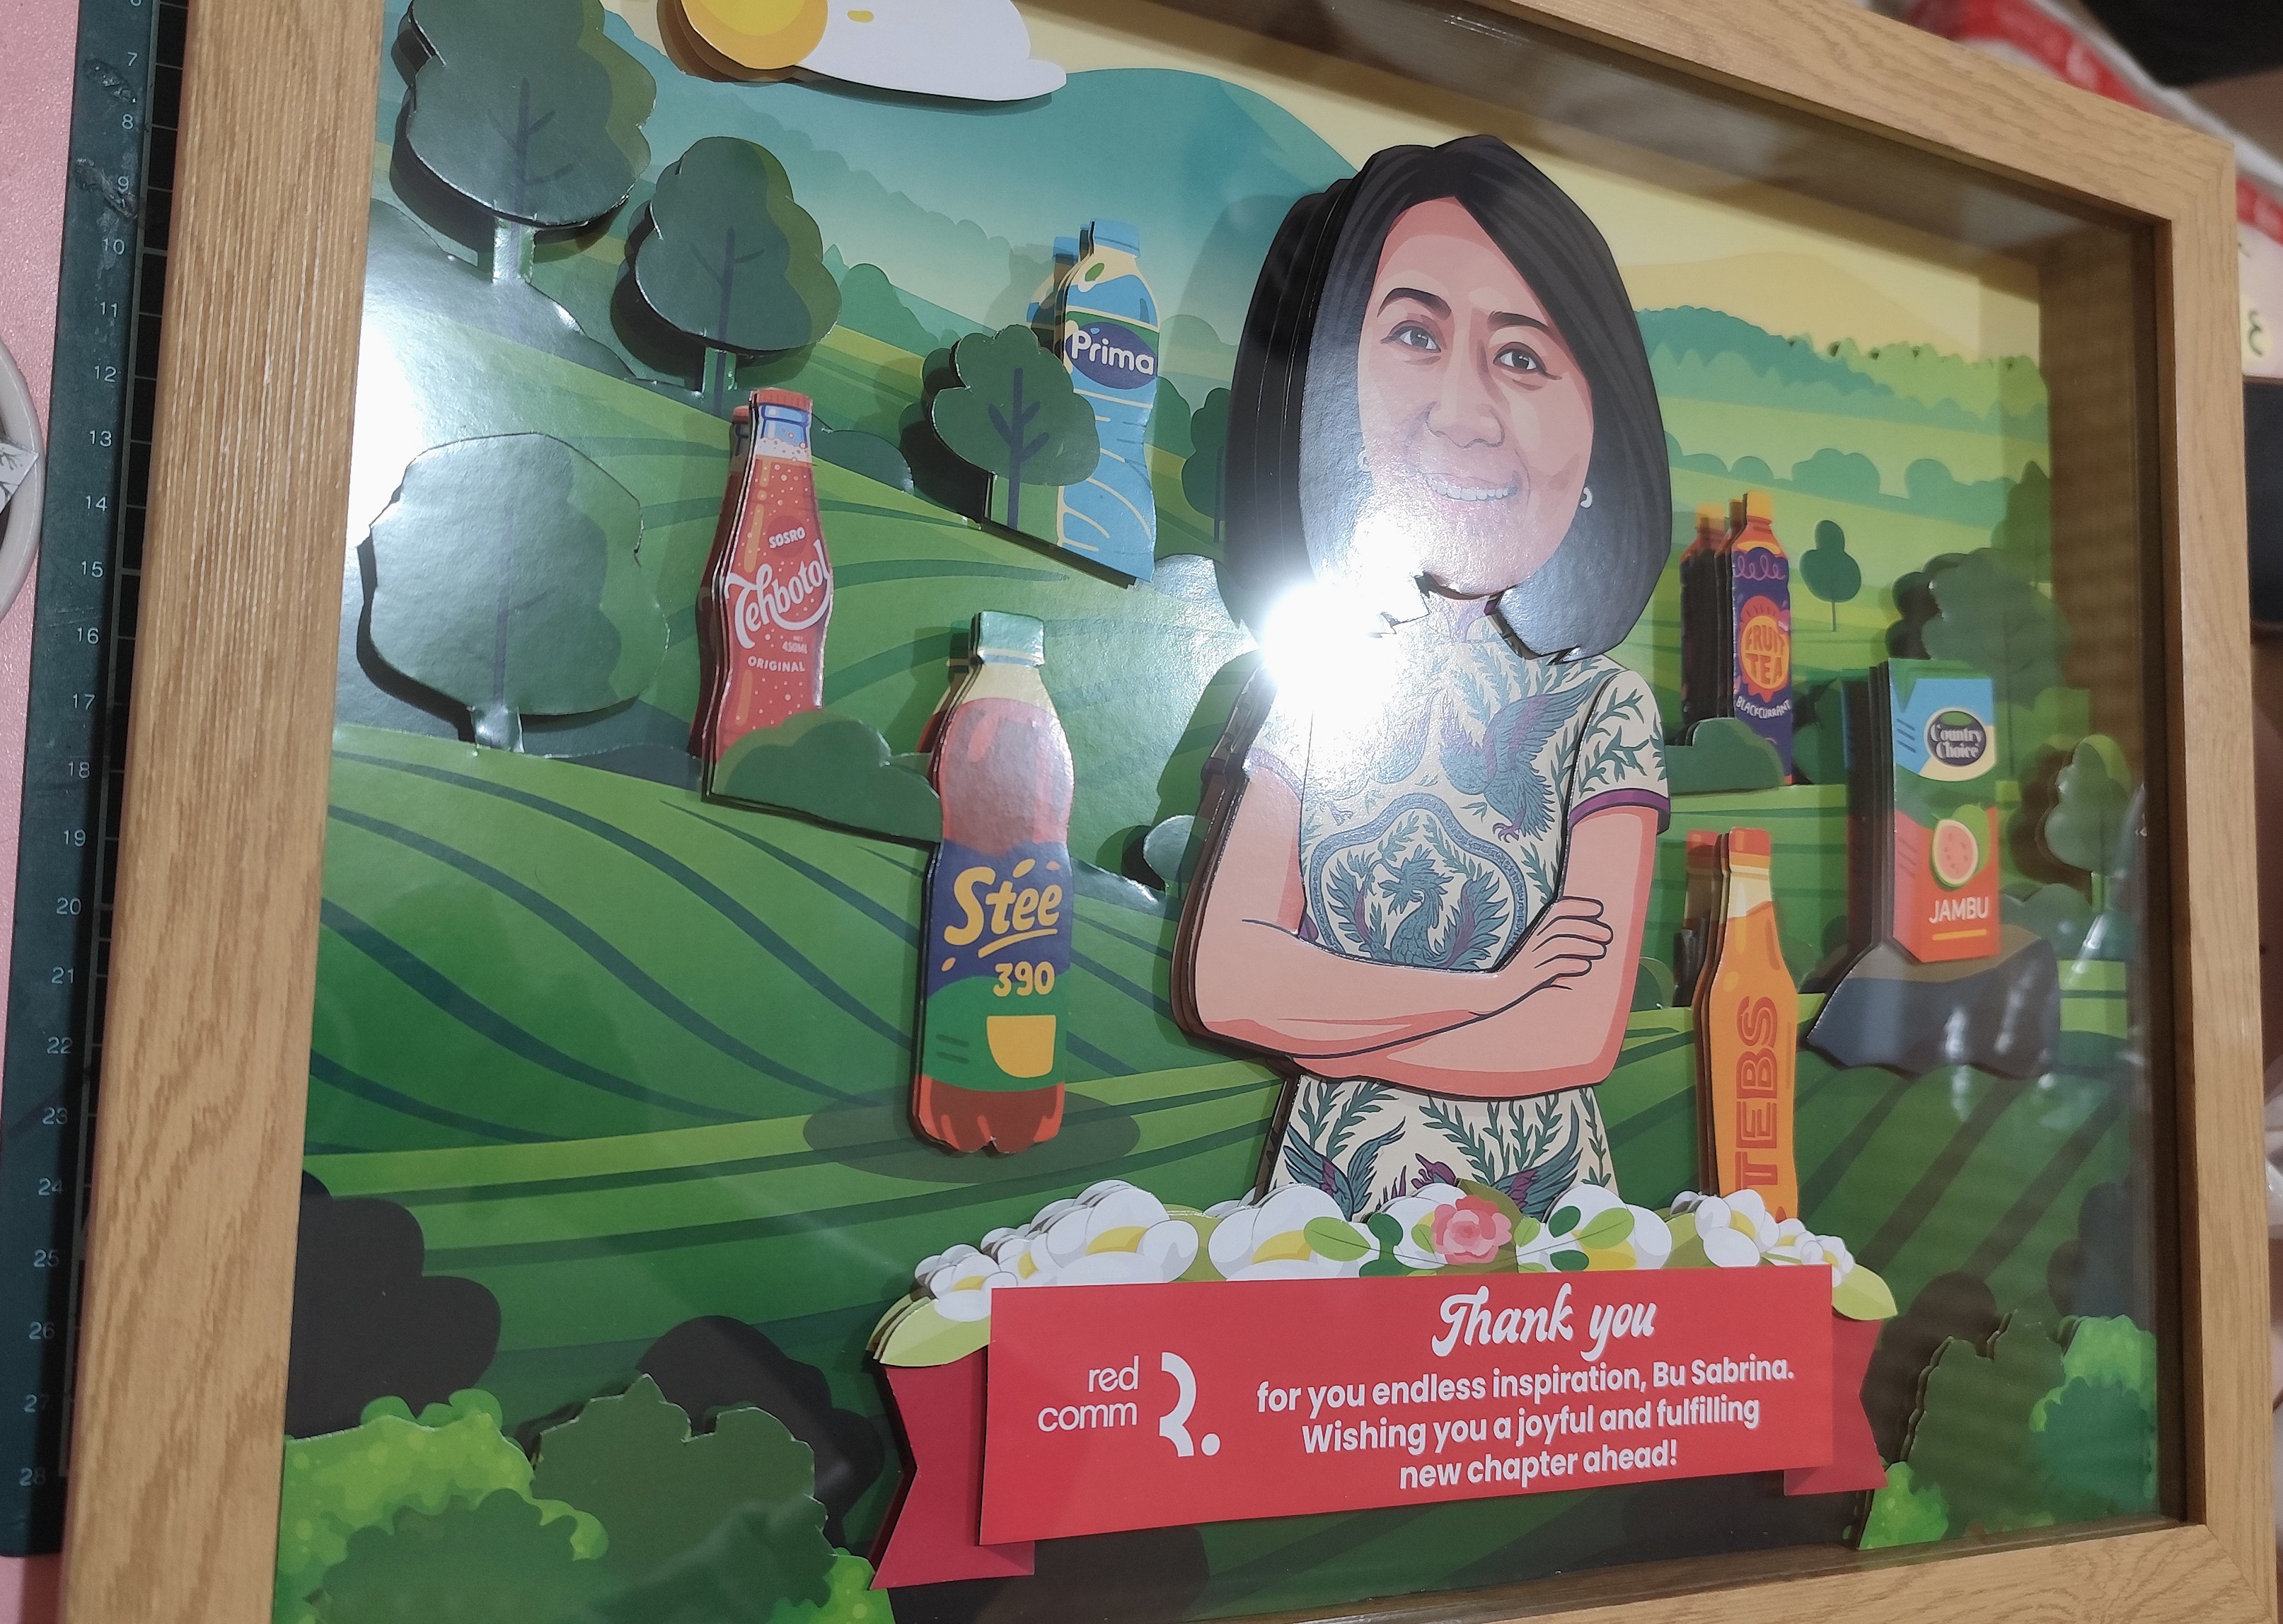 Prima
SOSRO
Tehbotol
450ML
ORIGINAL
FRUIT
TEA
BLACKCURRANT
Country
Choice
JAMBU
Stee
390
TEBS
Thank you
for you endless inspiration, Bu Sabrina.
Wishing you a joyful and fulfilling
new chapter ahead!
red
comm
R.
7
8
9
10
11
12
13
14
15
16
17
18
19
20
21
22
23
24
25
26
27
28